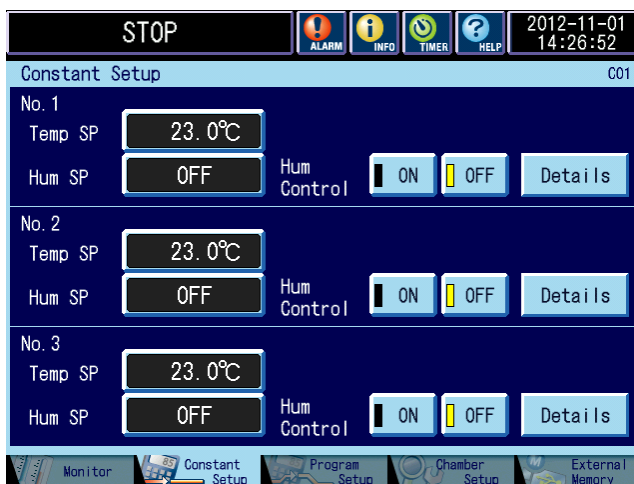 STOP
ALARM
INFO
TIMER
HELP
2012-11-01
14:26:52
Constant Setup
C01
No. 1
Temp SP 23.0℃
Hum SP OFF Hum Control ON OFF Details
No. 2
Temp SP 23.0℃
Hum SP OFF Hum Control ON OFF Details
No. 3
Temp SP 23.0℃
Hum SP OFF Hum Control ON OFF Details
Monitor
85
Constant Setup
Program Setup
Chamber Setup
M
External Memory